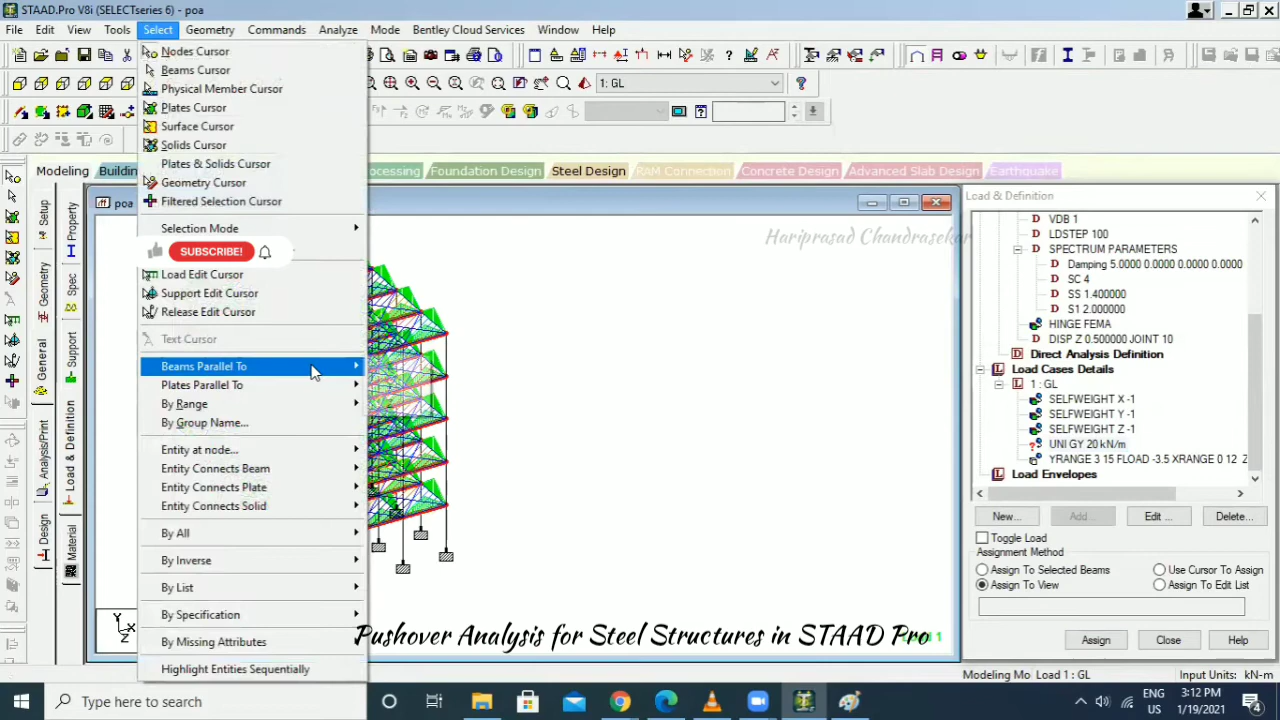 STAAD.Pro V8i (SELECTseries 6) - poa
File Edit View Tools Select Geometry Commands Analyze Mode Bentley Cloud Services Window Help
Nodes Cursor
Beams Cursor
Physical Member Cursor
Plates Cursor
Surface Cursor
Solids Cursor
Plates & Solids Cursor
Geometry Cursor
Filtered Selection Cursor
Selection Mode
SUBSCRIBE!
Load Edit Cursor
Support Edit Cursor
Release Edit Cursor
Text Cursor
Beams Parallel To
Plates Parallel To
By Range
By Group Name...
Entity at node...
Entity Connects Beam
Entity Connects Plate
Entity Connects Solid
By All
By Inverse
By List
By Specification
By Missing Attributes
Highlight Entities Sequentially
1: GL
Modeling Building ocessing Foundation Design Steel Design RAM Connection Concrete Design Advanced Slab Design Earthquake
poa
Setup
Geometry
General
Analysis/Print
Design
Property
Spec
Support
Load & Definition
Material
Hariprasad Chandrasekar
Y
X
Z
Load & Definition
VDB 1
LDSTEP 100
SPECTRUM PARAMETERS
Damping 5.0000 0.0000 0.0000 0.0000
SC 4
SS 1.400000
S1 2.000000
HINGE FEMA
DISP Z 0.500000 JOINT 10
Direct Analysis Definition
Load Cases Details
1 : GL
SELFWEIGHT X -1
SELFWEIGHT Y -1
SELFWEIGHT Z -1
UNI GY 20 kN/m
YRANGE 3 15 FLOAD -3.5 XRANGE 0 12 Z
Load Envelopes
New... Add... Edit ... Delete...
Toggle Load
Assignment Method
Assign To Selected Beams Use Cursor To Assign
Assign To View Assign To Edit List
Assign Close Help
Pushover Analysis for Steel Structures in STAAD Pro
Modeling Mo Load 1 : GL Input Units: kN-m
Type here to search
ENG
US
3:12 PM
1/19/2021
4